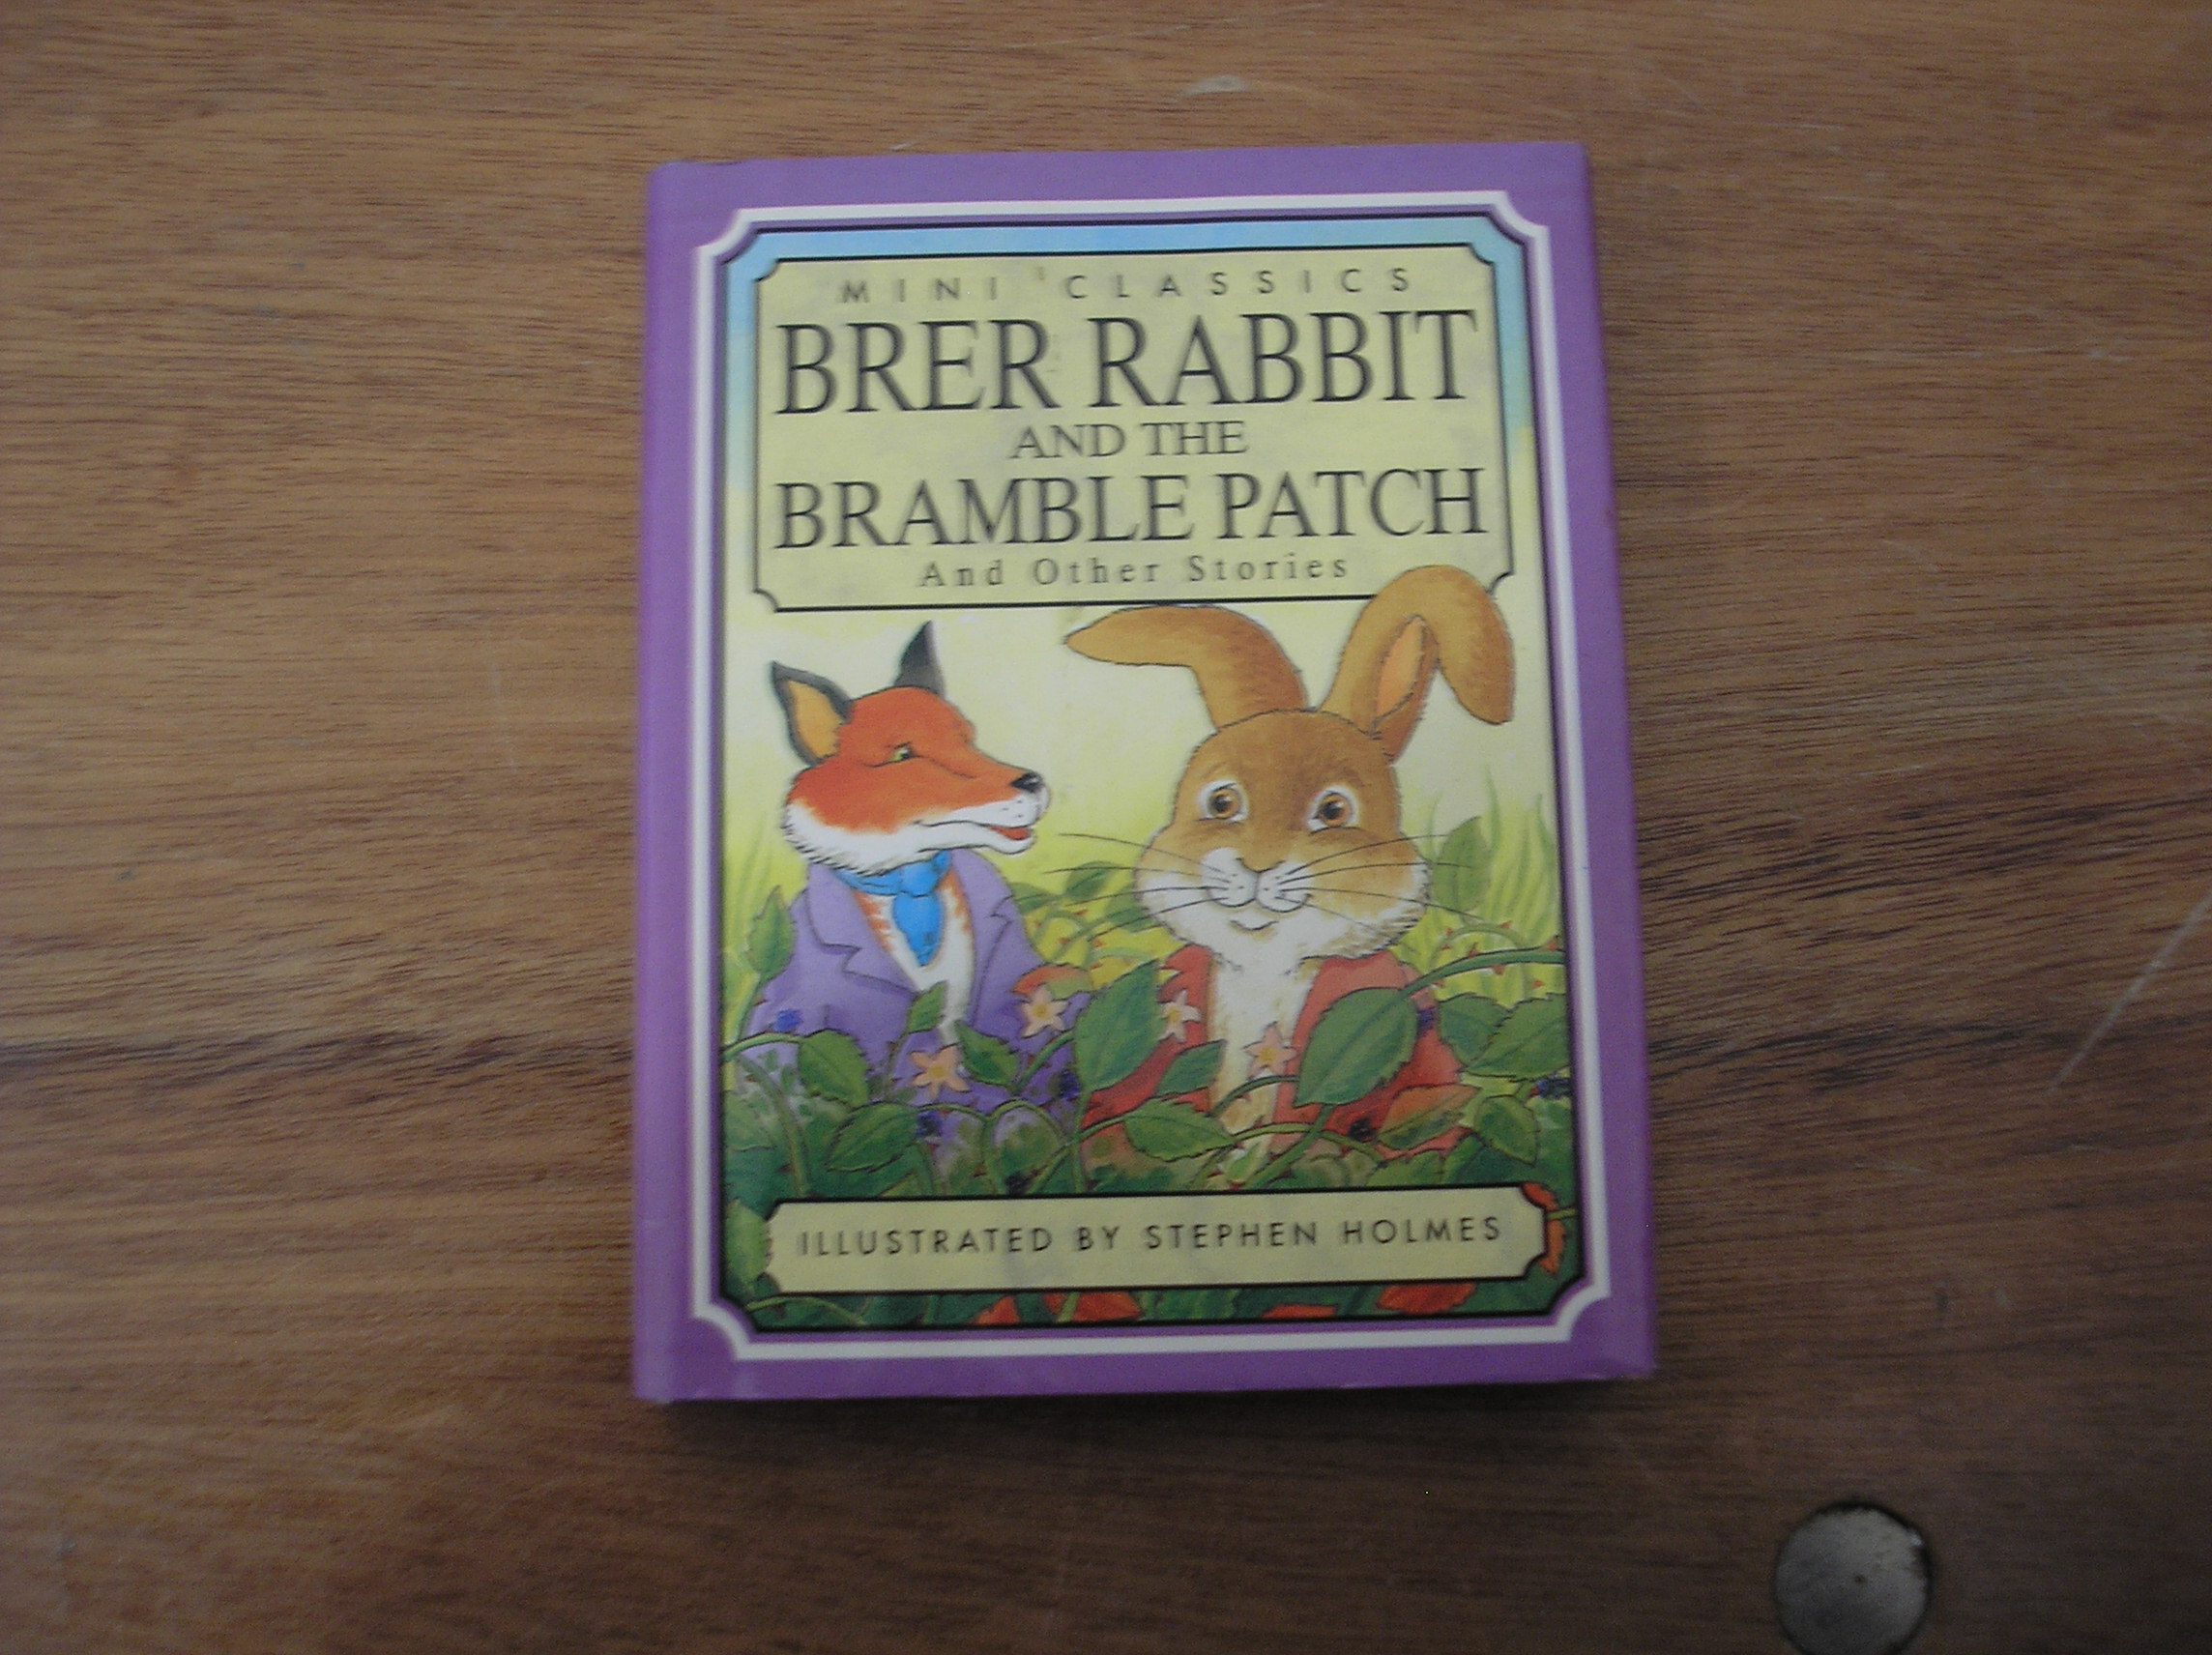 MINI CLASSICS
BRER RABBIT
AND THE
BRAMBLE PATCH
And Other Stories
ILLUSTRATED BY STEPHEN HOLMES